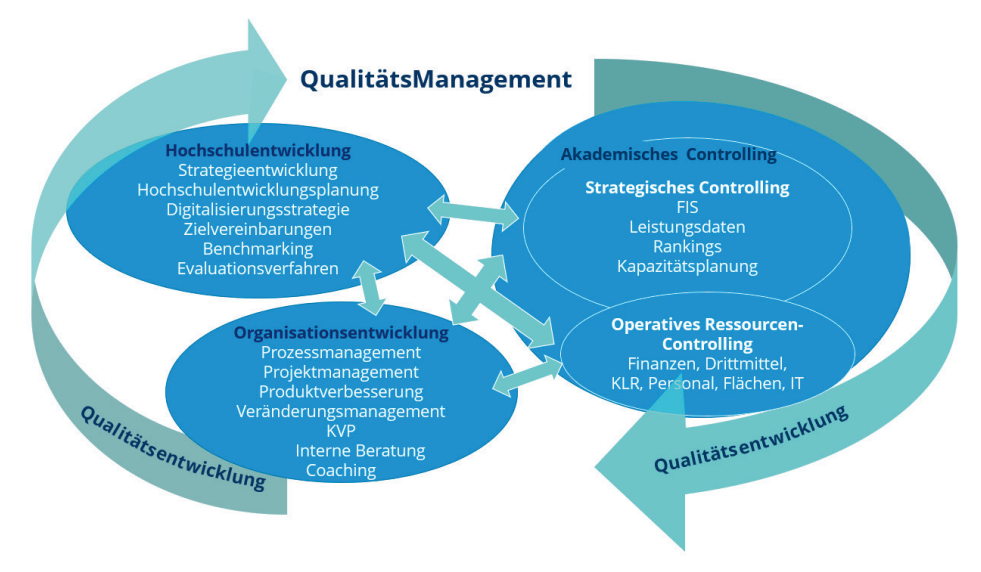 QualitätsManagement
Hochschulentwicklung
Strategieentwicklung
Hochschulentwicklungsplanung
Digitalisierungsstrategie
Zielvereinbarungen
Benchmarking
Evaluationsverfahren
Akademisches Controlling
Strategisches Controlling
FIS
Leistungsdaten
Rankings
Kapazitätsplanung
Operatives Ressourcen-
Controlling
Finanzen, Drittmittel,
KLR, Personal, Flächen, IT
Organisationsentwicklung
Prozessmanagement
Projektmanagement
Produktverbesserung
Veränderungsmanagement
KVP
Interne Beratung
Coaching
Qualitätsentwicklung
Qualitätsentwicklung